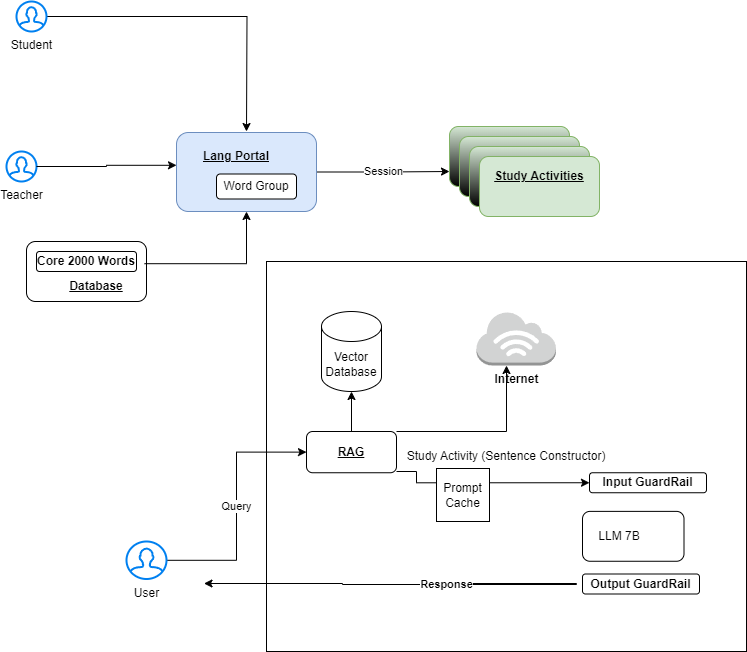 Student
Lang Portal
Word Group
Session
Study Activities
Teacher
Core 2000 Words
Database
Vector
Database
Internet
RAG
Study Activity (Sentence Constructor)
Prompt
Cache
Input GuardRail
Query
LLM 7B
User
Response
Output GuardRail